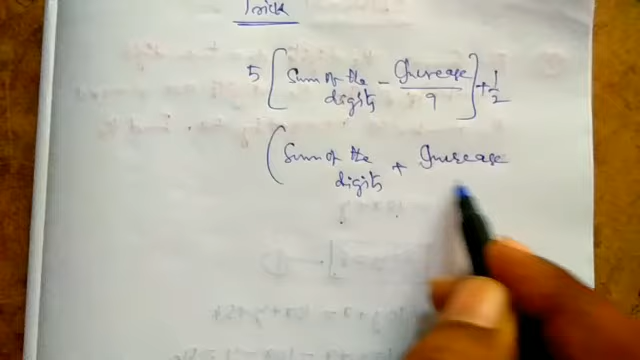 Trick
5 [ Sum of the digits - Increase/9 ] + 1/2
( Sum of the digits + Increase